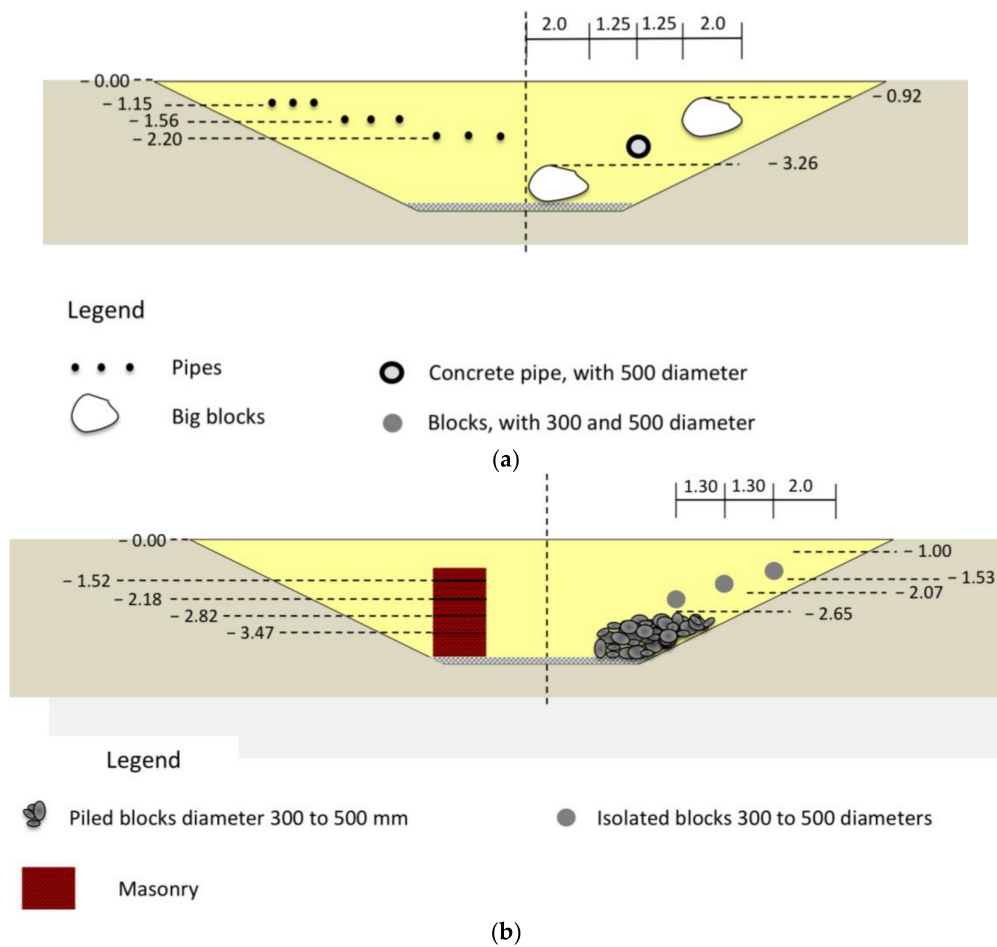 2.0 1.25 1.25 2.0
– 0.00
– 0.92
– 1.15
– 1.56
– 2.20
– 3.26
Legend
Pipes
Concrete pipe, with 500 diameter
Big blocks
Blocks, with 300 and 500 diameter
(a)
1.30 1.30 2.0
– 0.00
– 1.00
– 1.52
– 1.53
– 2.18
– 2.07
– 2.82
– 2.65
– 3.47
Legend
Piled blocks diameter 300 to 500 mm
Isolated blocks 300 to 500 diameters
Masonry
(b)